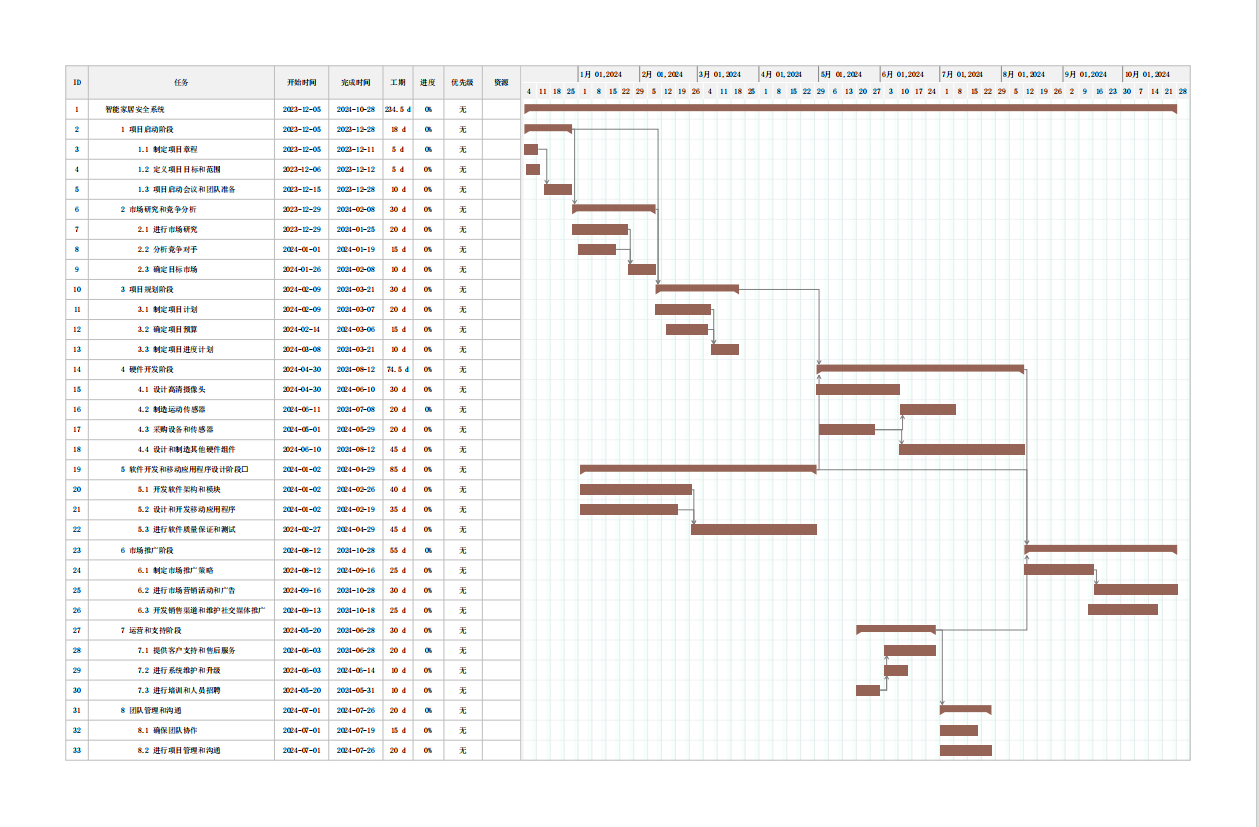 ID 任务 开始时间 完成时间 工期 进度 优先级 资源 1月 01,2024 2月 01,2024 3月 01,2024 4月 01,2024 5月 01,2024 6月 01,2024 7月 01,2024 8月 01,2024 9月 01,2024 10月 01,2024
4 11 18 25 1 8 15 22 29 5 12 19 26 4 11 18 25 1 8 15 22 29 6 13 20 27 3 10 17 24 1 8 15 22 29 5 12 19 26 2 9 16 23 30 7 14 21 28
1 智能家居安全系统 2023-12-05 2024-10-28 234.5 d 0% 无
2 1 项目启动阶段 2023-12-05 2023-12-28 18 d 0% 无
3 1.1 制定项目章程 2023-12-05 2023-12-11 5 d 0% 无
4 1.2 定义项目目标和范围 2023-12-06 2023-12-12 5 d 0% 无
5 1.3 项目启动会议和团队准备 2023-12-15 2023-12-28 10 d 0% 无
6 2 市场研究和竞争分析 2023-12-29 2024-02-08 30 d 0% 无
7 2.1 进行市场研究 2023-12-29 2024-01-25 20 d 0% 无
8 2.2 分析竞争对手 2024-01-01 2024-01-19 15 d 0% 无
9 2.3 确定目标市场 2024-01-26 2024-02-08 10 d 0% 无
10 3 项目规划阶段 2024-02-09 2024-03-21 30 d 0% 无
11 3.1 制定项目计划 2024-02-09 2024-03-07 20 d 0% 无
12 3.2 确定项目预算 2024-02-14 2024-03-06 15 d 0% 无
13 3.3 制定项目进度计划 2024-03-08 2024-03-21 10 d 0% 无
14 4 硬件开发阶段 2024-04-30 2024-08-12 74.5 d 0% 无
15 4.1 设计高清摄像头 2024-04-30 2024-06-10 30 d 0% 无
16 4.2 制造运动传感器 2024-06-11 2024-07-08 20 d 0% 无
17 4.3 采购设备和传感器 2024-05-01 2024-05-29 20 d 0% 无
18 4.4 设计和制造其他硬件组件 2024-06-10 2024-08-12 45 d 0% 无
19 5 软件开发和移动应用程序设计阶段口 2024-01-02 2024-04-29 85 d 0% 无
20 5.1 开发软件架构和模块 2024-01-02 2024-02-26 40 d 0% 无
21 5.2 设计和开发移动应用程序 2024-01-02 2024-02-19 35 d 0% 无
22 5.3 进行软件质量保证和测试 2024-02-27 2024-04-29 45 d 0% 无
23 6 市场推广阶段 2024-08-12 2024-10-28 55 d 0% 无
24 6.1 制定市场推广策略 2024-08-12 2024-09-16 25 d 0% 无
25 6.2 进行市场营销活动和广告 2024-09-16 2024-10-28 30 d 0% 无
26 6.3 开发销售渠道和维护社交媒体推广 2024-09-13 2024-10-18 25 d 0% 无
27 7 运营和支持阶段 2024-05-20 2024-06-28 30 d 0% 无
28 7.1 提供客户支持和售后服务 2024-06-03 2024-06-28 20 d 0% 无
29 7.2 进行系统维护和升级 2024-06-03 2024-06-14 10 d 0% 无
30 7.3 进行培训和人员招聘 2024-05-20 2024-05-31 10 d 0% 无
31 8 团队管理和沟通 2024-07-01 2024-07-26 20 d 0% 无
32 8.1 确保团队协作 2024-07-01 2024-07-19 15 d 0% 无
33 8.2 进行项目管理和沟通 2024-07-01 2024-07-26 20 d 0% 无